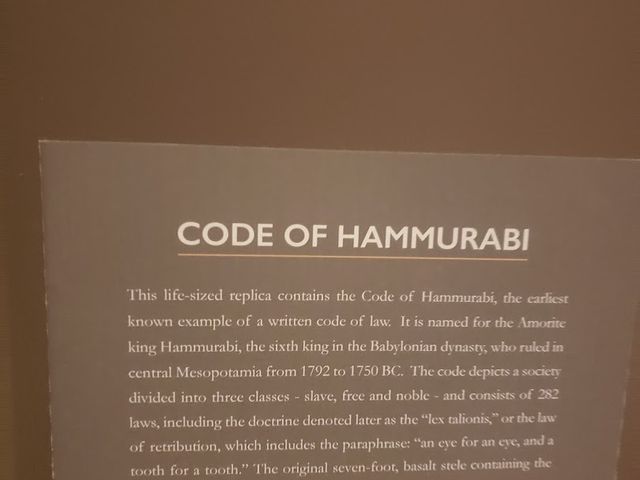 CODE OF HAMMURABI
This life-sized replica contains the Code of Hammurabi, the earliest
known example of a written code of law. It is named for the Amorite
king Hammurabi, the sixth king in the Babylonian dynasty, who ruled in
central Mesopotamia from 1792 to 1750 BC. The code depicts a society
divided into three classes - slave, free and noble - and consists of 282
laws, including the doctrine denoted later as the “lex talionis,” or the law
of retribution, which includes the paraphrase: “an eye for an eye, and a
tooth for a tooth.” The original seven-foot, basalt stele containing the